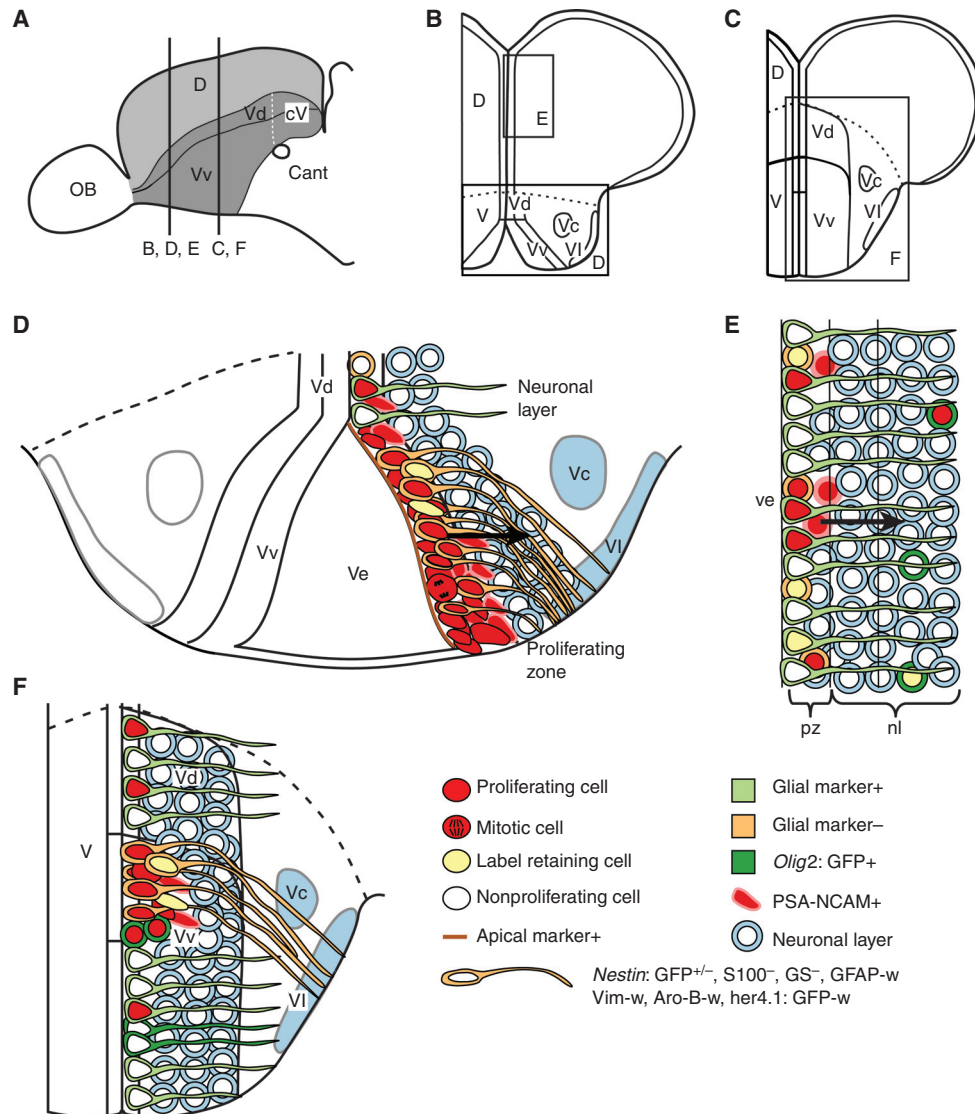 A
D
Vd
cV
Vv
OB
Cant
B, D, E
C, F
B
D
E
V
Vd
Vc
Vv
Vl
D
C
D
Vd
Vc
V
Vv
Vl
F
D
Vd
Neuronal
layer
Vc
Vv
Ve
Vl
Proliferating
zone
E
ve
pz
nl
F
Vd
V
Vc
Vv
Vl
Proliferating cell
Mitotic cell
Label retaining cell
Nonproliferating cell
Apical marker+
Glial marker+
Glial marker–
Olig2: GFP+
PSA-NCAM+
Neuronal layer
Nestin: GFP+/–, S100–, GS–, GFAP-w
Vim-w, Aro-B-w, her4.1: GFP-w